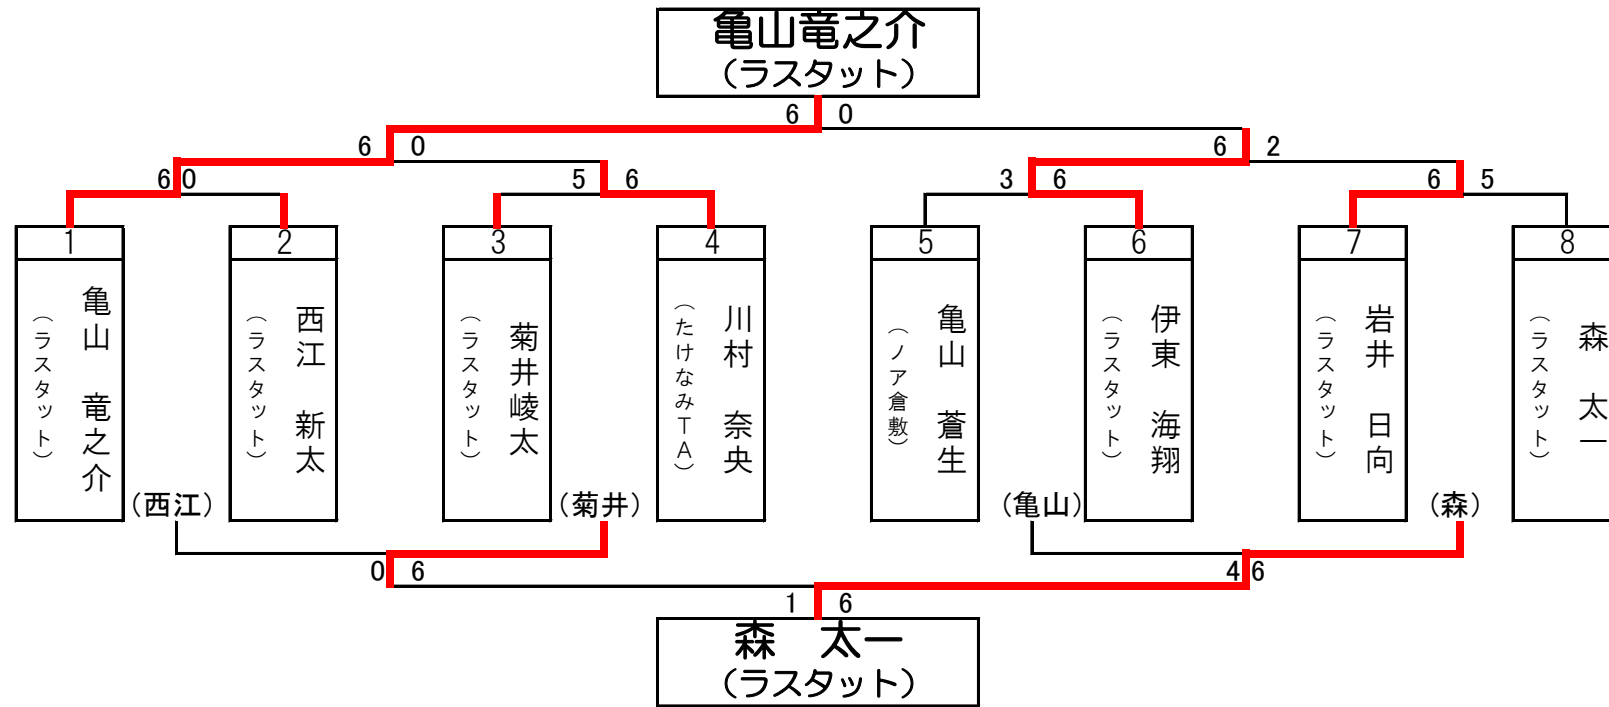 亀山竜之介
(ラスタット)
6 0
6 0
6 2
6 0
5 6
3 6
6 5
1
2
3
4
5
6
7
8
亀山 竜之介
(ラスタット)
西江 新太
(ラスタット)
菊井崚太
(ラスタット)
川村 奈央
(たけなみTA)
亀山 蒼生
(ノア倉敷)
伊東 海翔
(ラスタット)
岩井 日向
(ラスタット)
森 太一
(ラスタット)
(西江)
(菊井)
(亀山)
(森)
0 6
4 6
1 6
森 太一
(ラスタット)